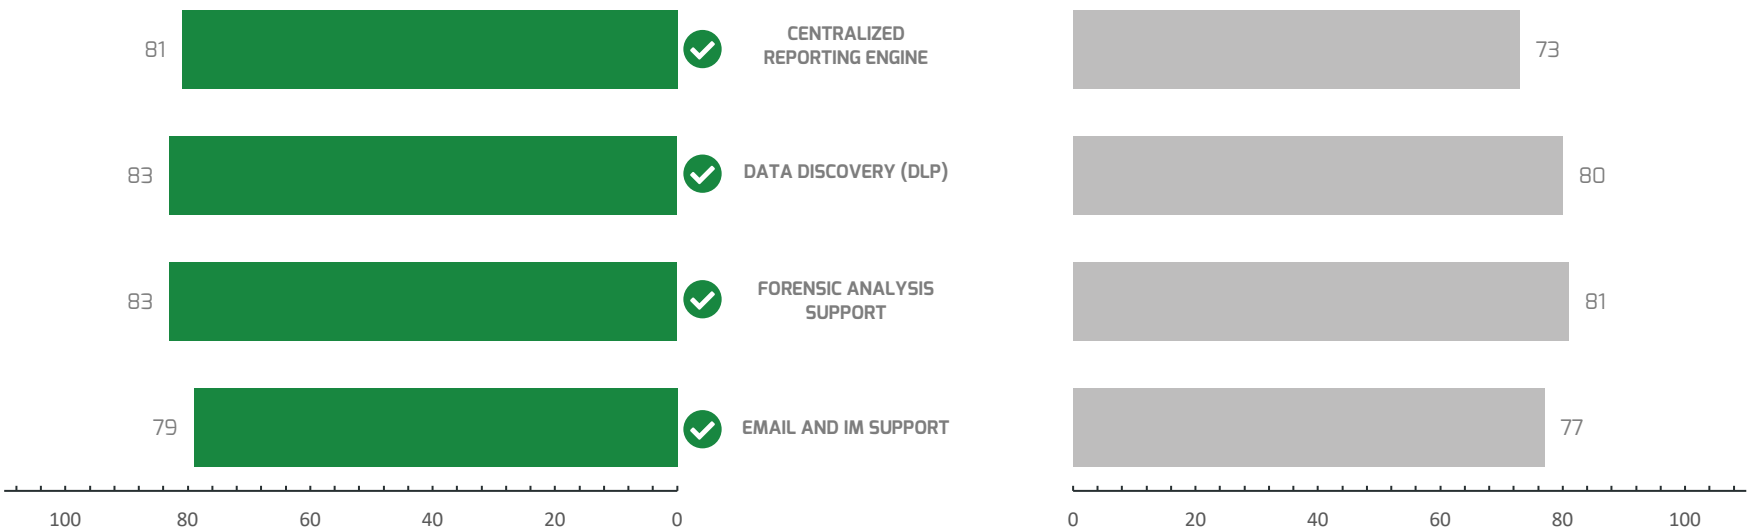 81
CENTRALIZED
REPORTING ENGINE
73
83
DATA DISCOVERY (DLP)
80
83
FORENSIC ANALYSIS
SUPPORT
81
79
EMAIL AND IM SUPPORT
77
100 80 60 40 20 0
0 20 40 60 80 100